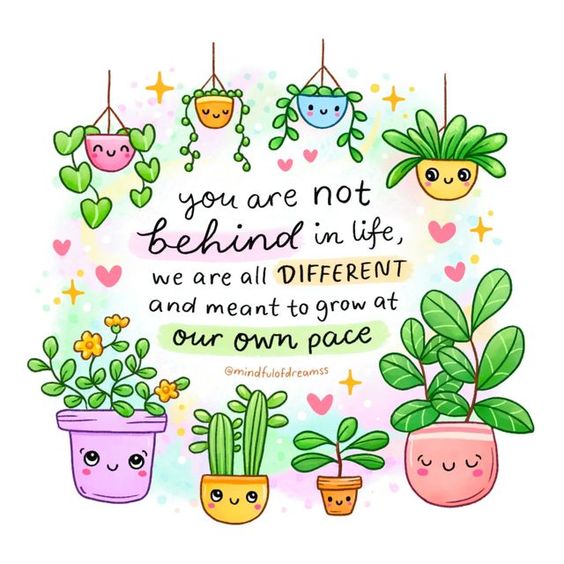 you are not
behind in life,
we are all DIFFERENT
and meant to grow at
our own pace
@mindfulofdreamss